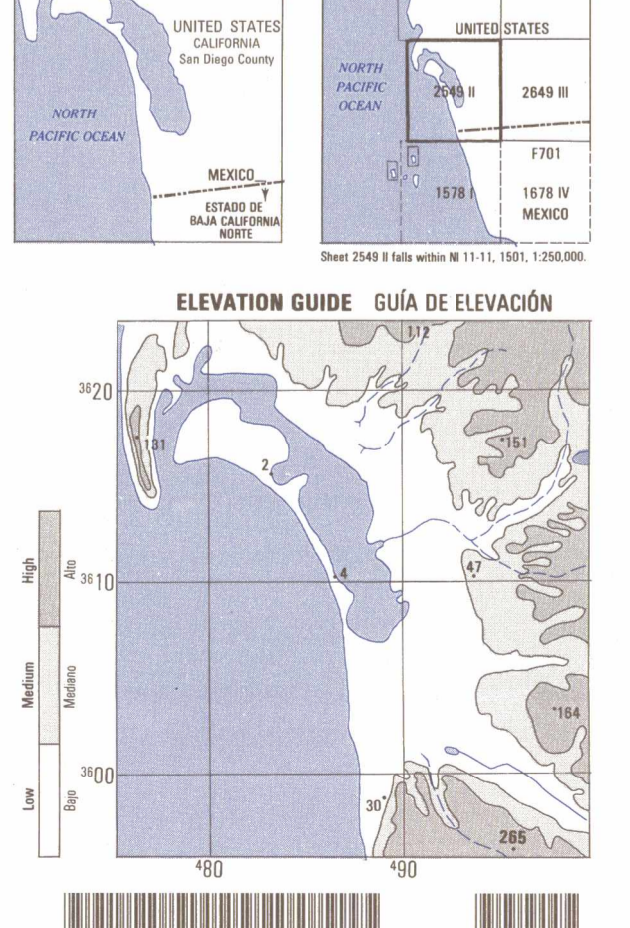 UNITED STATES
CALIFORNIA
San Diego County
NORTH
PACIFIC OCEAN
MEXICO
ESTADO DE
BAJA CALIFORNIA
NORTE
UNITED STATES
NORTH
PACIFIC
OCEAN
2549 II
2649 III
F701
1578 I
1678 IV
MEXICO
Sheet 2549 II falls within NI 11-11, 1501, 1:250,000.
ELEVATION GUIDE GUÍA DE ELEVACIÓN
112
3620
131
151
2
High
Alto
4
47
3610
Medium
Mediano
164
3600
Low
Bajo
30
265
480
490